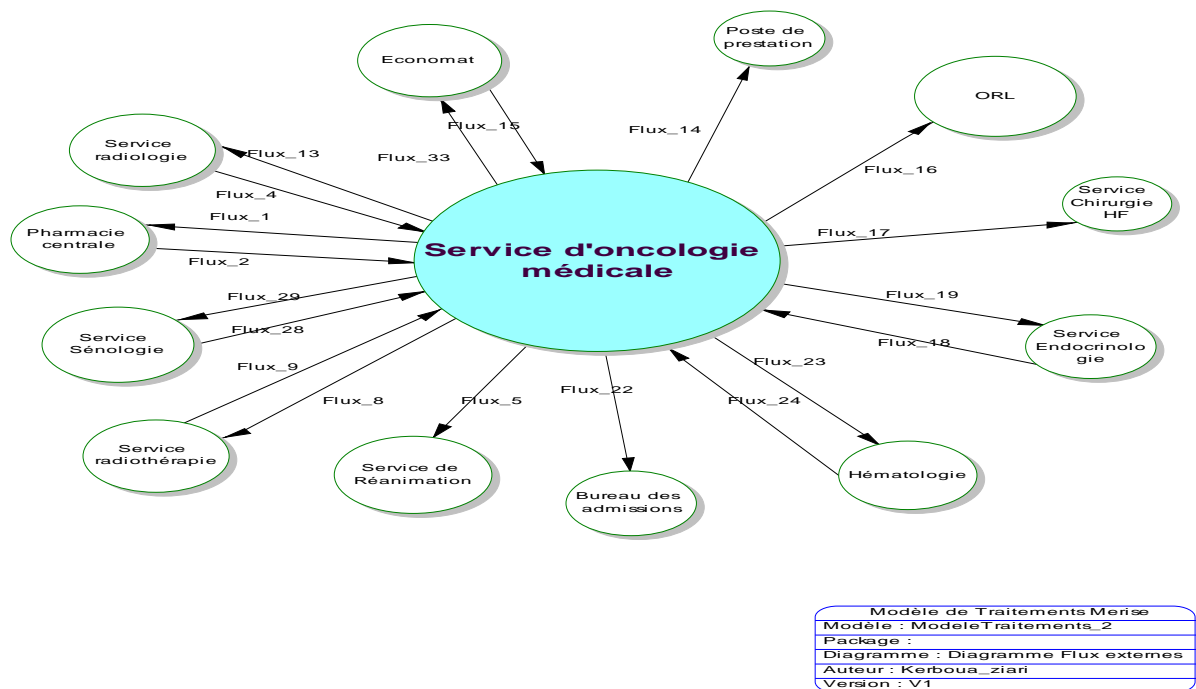 Poste de
prestation
Economat
ORL
Flux_15
Flux_14
Service
radiologie
Flux_13
Flux_33
Flux_16
Flux_4
Service
Chirurgie
HF
Flux_1
Pharmacie
centrale
Flux_17
Service d'oncologie
médicale
Flux_2
Flux_29
Flux_19
Flux_28
Service
Sénologie
Flux_18
Service
Endocrinolo
gie
Flux_9
Flux_23
Flux_8
Flux_5
Flux_22
Flux_24
Service
radiothérapie
Service de
Réanimation
Hématologie
Bureau des
admissions
Modèle de Traitements Merise
Modèle : ModeleTraitements_2
Package :
Diagramme : Diagramme Flux externes
Auteur : Kerboua_ziari
Version : V1